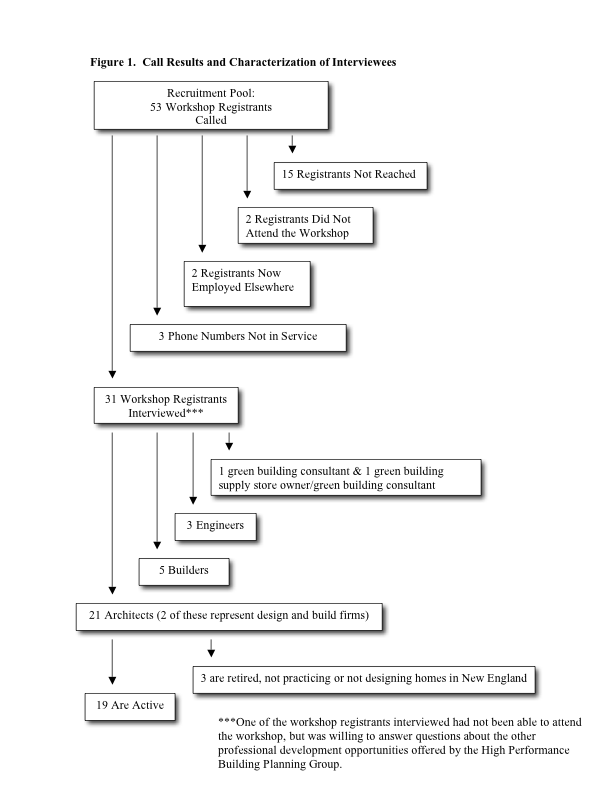 Figure 1.  Call Results and Characterization of Interviewees
Recruitment Pool:
53 Workshop Registrants
Called
15 Registrants Not Reached
2 Registrants Did Not
Attend the Workshop
2 Registrants Now
Employed Elsewhere
3 Phone Numbers Not in Service
31 Workshop Registrants
Interviewed***
1 green building consultant & 1 green building
supply store owner/green building consultant
3 Engineers
5 Builders
21 Architects (2 of these represent design and build firms)
3 are retired, not practicing or not designing homes in New England
19 Are Active
***One of the workshop registrants interviewed had not been able to attend
the workshop, but was willing to answer questions about the other
professional development opportunities offered by the High Performance
Building Planning Group.